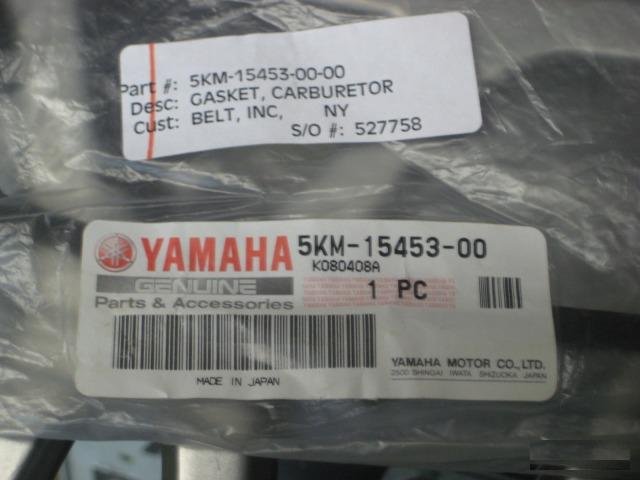 Part #: 5KM-15453-00-00
Desc: GASKET, CARBURETOR
Cust: BELT, INC, NY
S/O #: 527758
YAMAHA 5KM-15453-00
K080408A
GENUINE 1 PC
Parts & Accessories
YAMAHA MOTOR CO., LTD.
2500 SHINGAI IWATA SHIZUOKA JAPAN
MADE IN JAPAN